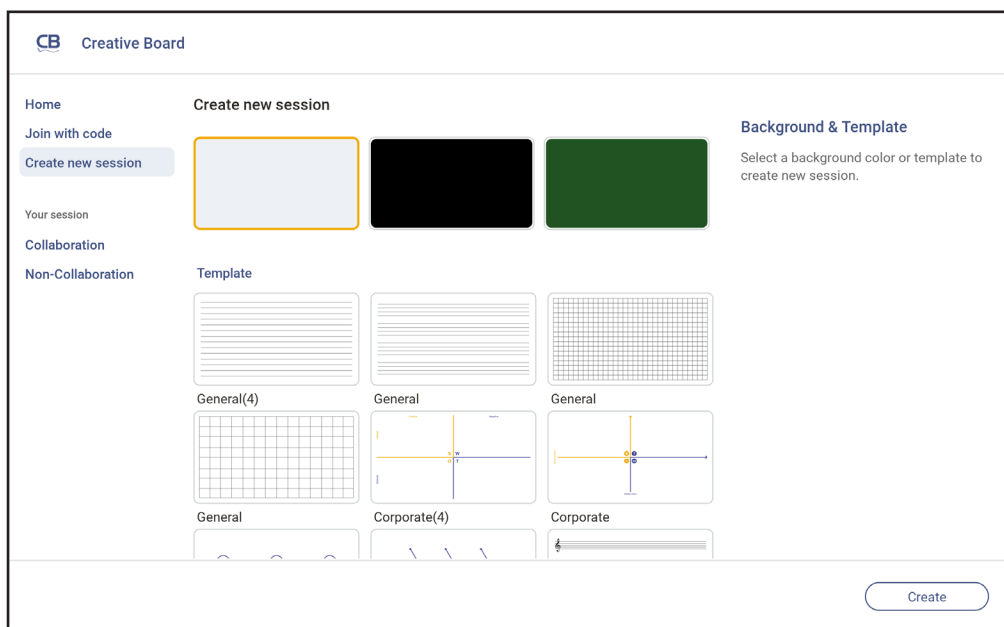 CB
Creative Board
Home
Join with code
Create new session
Your session
Collaboration
Non-Collaboration
Create new session
Template
General(4)
General
General
General
Corporate(4)
S W
O T
Corporate
Background & Template
Select a background color or template to
create new session.
Create